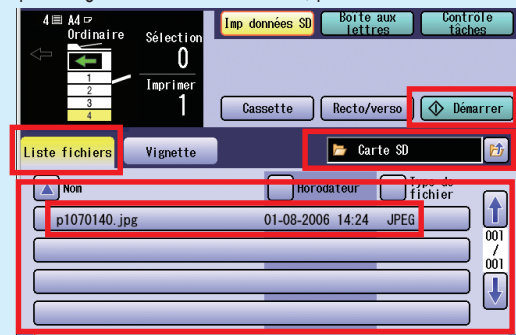 4 A4
Ordinaire
Sélection
0
Imprimer
1
1
2
3
4
Imp données SD
Boîte aux
lettres
Contrôle
tâches
Cassette
Recto/verso
Démarrer
Liste fichiers
Vignette
Carte SD
Non
Horodateur
Type de
fichier
p1070140.jpg 01-08-2006 14:24 JPEG
001
/
001